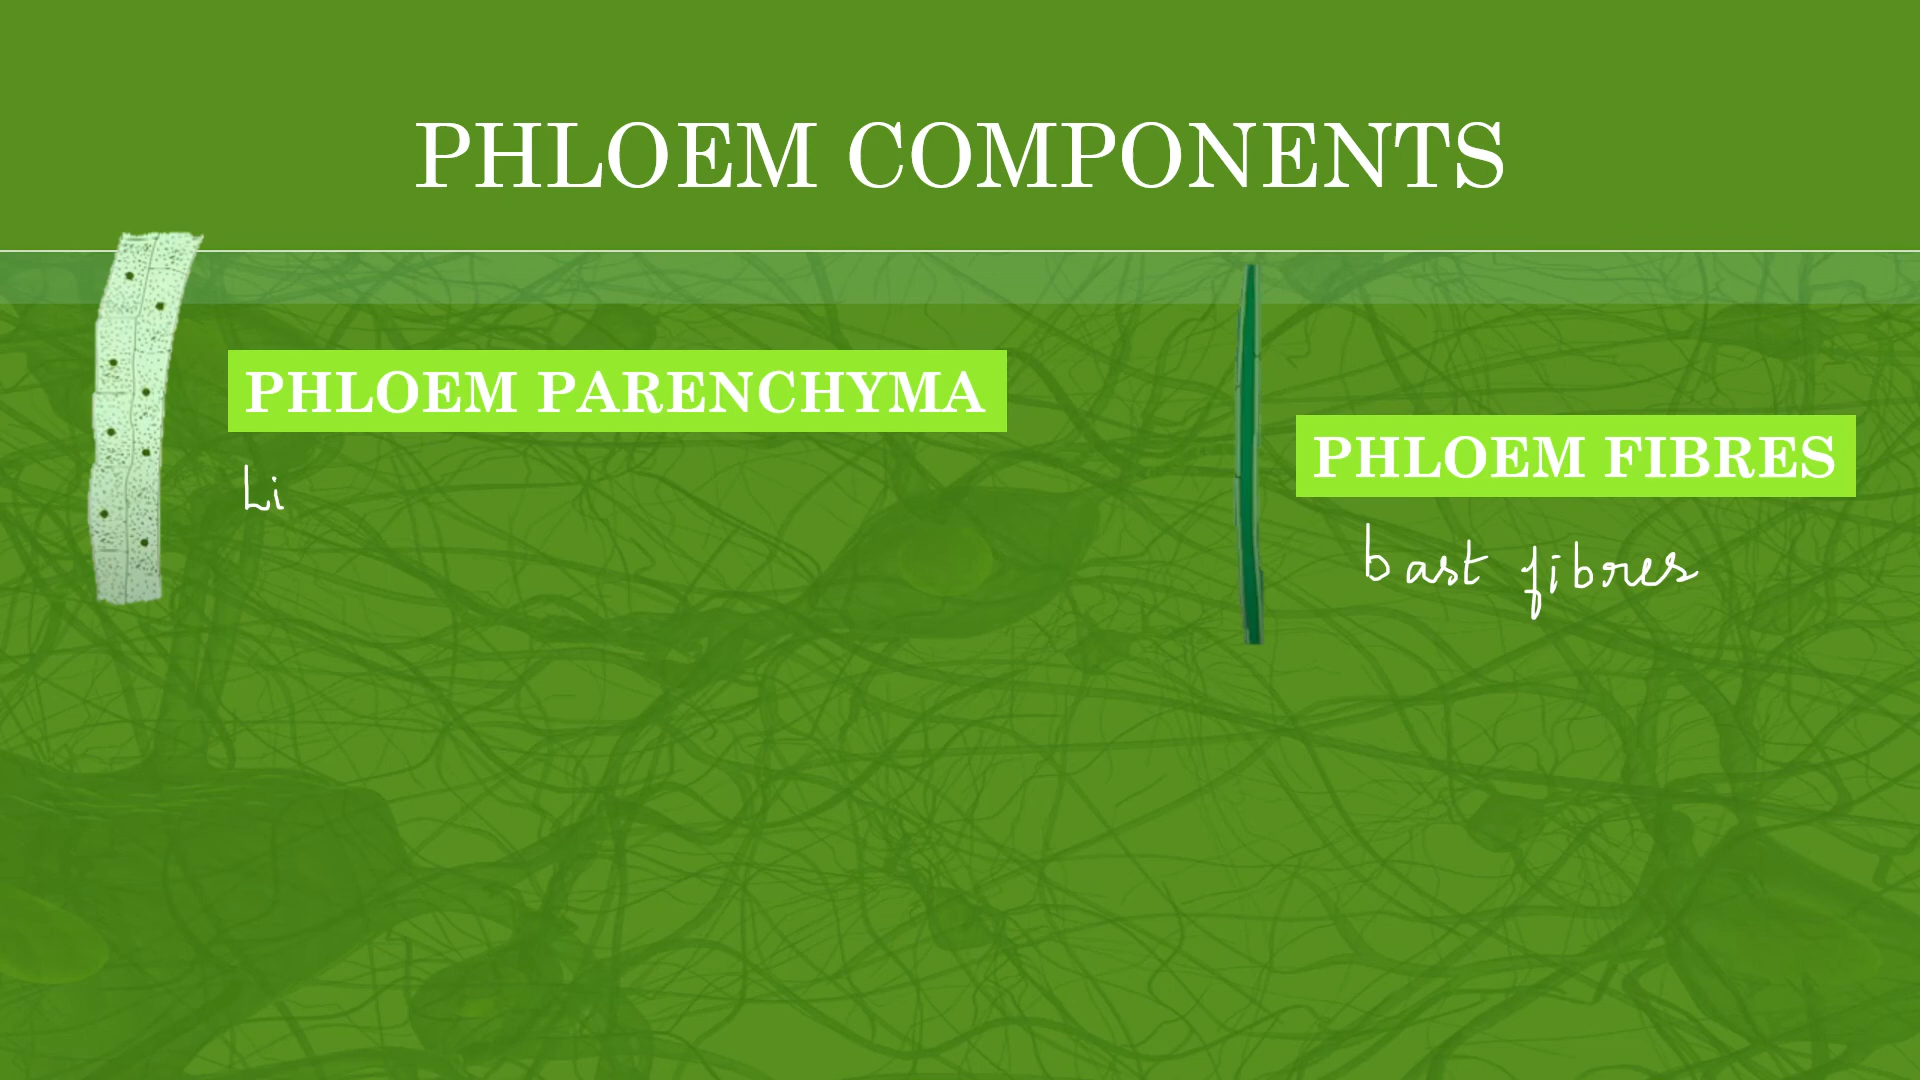 PHLOEM COMPONENTS
PHLOEM PARENCHYMA
Li
PHLOEM FIBRES
bast fibres